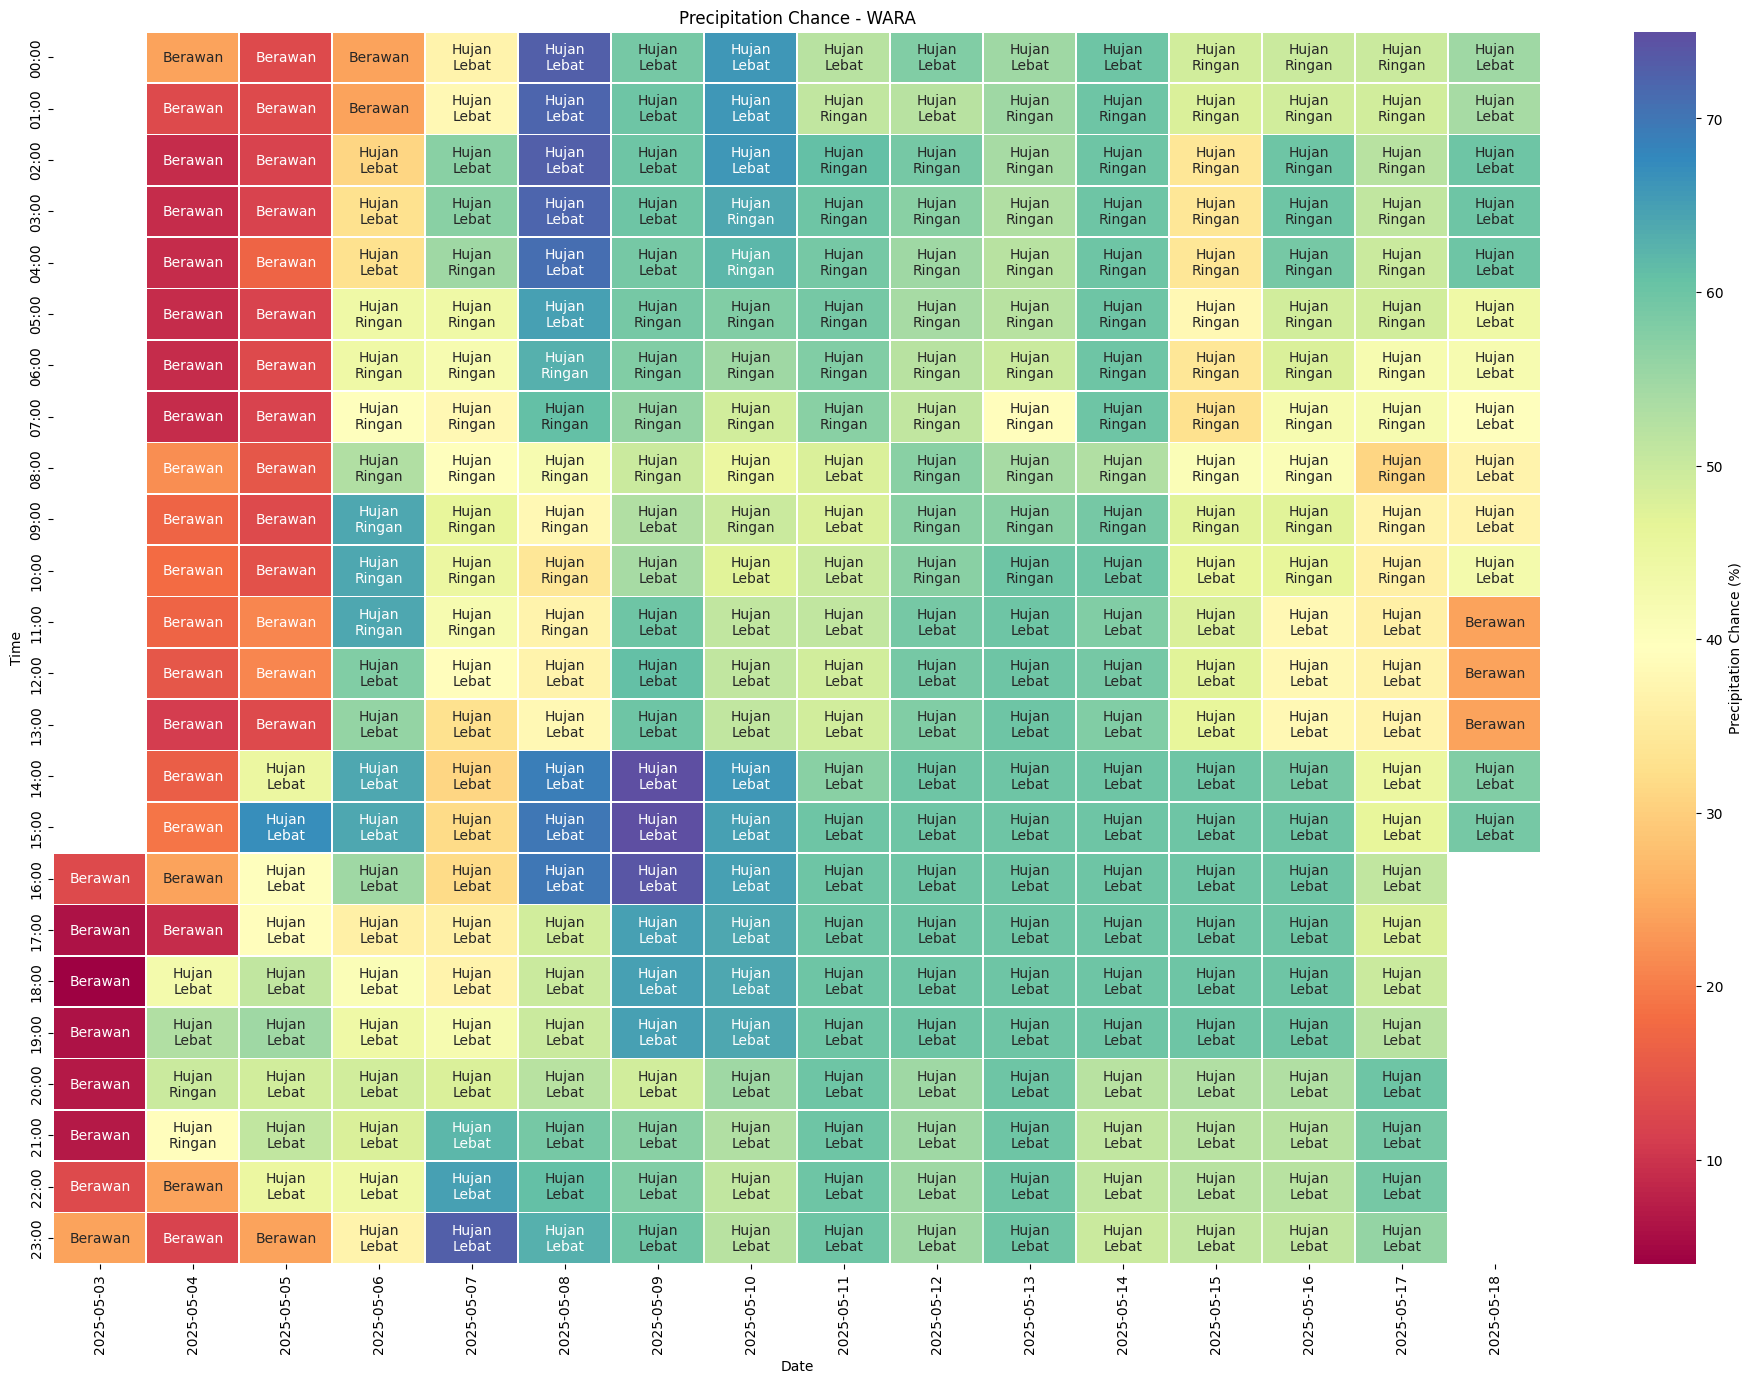 Precipitation Chance - WARA
Time
00:00 Berawan Berawan Berawan Hujan Lebat Hujan Lebat Hujan Lebat Hujan Lebat Hujan Lebat Hujan Lebat Hujan Lebat Hujan Lebat Hujan Ringan Hujan Ringan Hujan Ringan Hujan Lebat
01:00 Berawan Berawan Berawan Hujan Lebat Hujan Lebat Hujan Lebat Hujan Lebat Hujan Ringan Hujan Lebat Hujan Ringan Hujan Ringan Hujan Ringan Hujan Ringan Hujan Ringan Hujan Lebat
02:00 Berawan Berawan Hujan Lebat Hujan Lebat Hujan Lebat Hujan Lebat Hujan Lebat Hujan Ringan Hujan Ringan Hujan Ringan Hujan Ringan Hujan Ringan Hujan Ringan Hujan Ringan Hujan Lebat
03:00 Berawan Berawan Hujan Lebat Hujan Lebat Hujan Lebat Hujan Lebat Hujan Ringan Hujan Ringan Hujan Ringan Hujan Ringan Hujan Ringan Hujan Ringan Hujan Ringan Hujan Ringan Hujan Lebat
04:00 Berawan Berawan Hujan Lebat Hujan Ringan Hujan Lebat Hujan Lebat Hujan Ringan Hujan Ringan Hujan Ringan Hujan Ringan Hujan Ringan Hujan Ringan Hujan Ringan Hujan Ringan Hujan Lebat
05:00 Berawan Berawan Hujan Ringan Hujan Ringan Hujan Lebat Hujan Ringan Hujan Ringan Hujan Ringan Hujan Ringan Hujan Ringan Hujan Ringan Hujan Ringan Hujan Ringan Hujan Ringan Hujan Lebat
06:00 Berawan Berawan Hujan Ringan Hujan Ringan Hujan Ringan Hujan Ringan Hujan Ringan Hujan Ringan Hujan Ringan Hujan Ringan Hujan Ringan Hujan Ringan Hujan Ringan Hujan Ringan Hujan Lebat
07:00 Berawan Berawan Hujan Ringan Hujan Ringan Hujan Ringan Hujan Ringan Hujan Ringan Hujan Ringan Hujan Ringan Hujan Ringan Hujan Ringan Hujan Ringan Hujan Ringan Hujan Ringan Hujan Lebat
08:00 Berawan Berawan Hujan Ringan Hujan Ringan Hujan Ringan Hujan Ringan Hujan Ringan Hujan Lebat Hujan Ringan Hujan Ringan Hujan Ringan Hujan Ringan Hujan Ringan Hujan Ringan Hujan Lebat
09:00 Berawan Berawan Hujan Ringan Hujan Ringan Hujan Ringan Hujan Lebat Hujan Ringan Hujan Lebat Hujan Ringan Hujan Ringan Hujan Ringan Hujan Ringan Hujan Ringan Hujan Ringan Hujan Lebat
10:00 Berawan Berawan Hujan Ringan Hujan Ringan Hujan Ringan Hujan Lebat Hujan Lebat Hujan Lebat Hujan Ringan Hujan Ringan Hujan Lebat Hujan Lebat Hujan Ringan Hujan Ringan Hujan Lebat
11:00 Berawan Berawan Hujan Ringan Hujan Ringan Hujan Ringan Hujan Lebat Hujan Lebat Hujan Lebat Hujan Lebat Hujan Lebat Hujan Lebat Hujan Lebat Hujan Lebat Hujan Lebat Berawan
12:00 Berawan Berawan Hujan Lebat Hujan Lebat Hujan Lebat Hujan Lebat Hujan Lebat Hujan Lebat Hujan Lebat Hujan Lebat Hujan Lebat Hujan Lebat Hujan Lebat Hujan Lebat Berawan
13:00 Berawan Berawan Hujan Lebat Hujan Lebat Hujan Lebat Hujan Lebat Hujan Lebat Hujan Lebat Hujan Lebat Hujan Lebat Hujan Lebat Hujan Lebat Hujan Lebat Hujan Lebat Berawan
14:00 Berawan Hujan Lebat Hujan Lebat Hujan Lebat Hujan Lebat Hujan Lebat Hujan Lebat Hujan Lebat Hujan Lebat Hujan Lebat Hujan Lebat Hujan Lebat Hujan Lebat Hujan Lebat Hujan Lebat
15:00 Berawan Hujan Lebat Hujan Lebat Hujan Lebat Hujan Lebat Hujan Lebat Hujan Lebat Hujan Lebat Hujan Lebat Hujan Lebat Hujan Lebat Hujan Lebat Hujan Lebat Hujan Lebat Hujan Lebat
16:00 Berawan Berawan Hujan Lebat Hujan Lebat Hujan Lebat Hujan Lebat Hujan Lebat Hujan Lebat Hujan Lebat Hujan Lebat Hujan Lebat Hujan Lebat Hujan Lebat Hujan Lebat Hujan Lebat
17:00 Berawan Berawan Hujan Lebat Hujan Lebat Hujan Lebat Hujan Lebat Hujan Lebat Hujan Lebat Hujan Lebat Hujan Lebat Hujan Lebat Hujan Lebat Hujan Lebat Hujan Lebat Hujan Lebat
18:00 Berawan Hujan Lebat Hujan Lebat Hujan Lebat Hujan Lebat Hujan Lebat Hujan Lebat Hujan Lebat Hujan Lebat Hujan Lebat Hujan Lebat Hujan Lebat Hujan Lebat Hujan Lebat Hujan Lebat
19:00 Berawan Hujan Lebat Hujan Lebat Hujan Lebat Hujan Lebat Hujan Lebat Hujan Lebat Hujan Lebat Hujan Lebat Hujan Lebat Hujan Lebat Hujan Lebat Hujan Lebat Hujan Lebat Hujan Lebat
20:00 Berawan Hujan Ringan Hujan Lebat Hujan Lebat Hujan Lebat Hujan Lebat Hujan Lebat Hujan Lebat Hujan Lebat Hujan Lebat Hujan Lebat Hujan Lebat Hujan Lebat Hujan Lebat Hujan Lebat
21:00 Berawan Hujan Ringan Hujan Lebat Hujan Lebat Hujan Lebat Hujan Lebat Hujan Lebat Hujan Lebat Hujan Lebat Hujan Lebat Hujan Lebat Hujan Lebat Hujan Lebat Hujan Lebat Hujan Lebat
22:00 Berawan Berawan Hujan Lebat Hujan Lebat Hujan Lebat Hujan Lebat Hujan Lebat Hujan Lebat Hujan Lebat Hujan Lebat Hujan Lebat Hujan Lebat Hujan Lebat Hujan Lebat Hujan Lebat
23:00 Berawan Berawan Berawan Hujan Lebat Hujan Lebat Hujan Lebat Hujan Lebat Hujan Lebat Hujan Lebat Hujan Lebat Hujan Lebat Hujan Lebat Hujan Lebat Hujan Lebat Hujan Lebat
2025-05-03 2025-05-04 2025-05-05 2025-05-06 2025-05-07 2025-05-08 2025-05-09 2025-05-10 2025-05-11 2025-05-12 2025-05-13 2025-05-14 2025-05-15 2025-05-16 2025-05-17 2025-05-18
Date
70
60
50
40
30
20
10
Precipitation Chance (%)